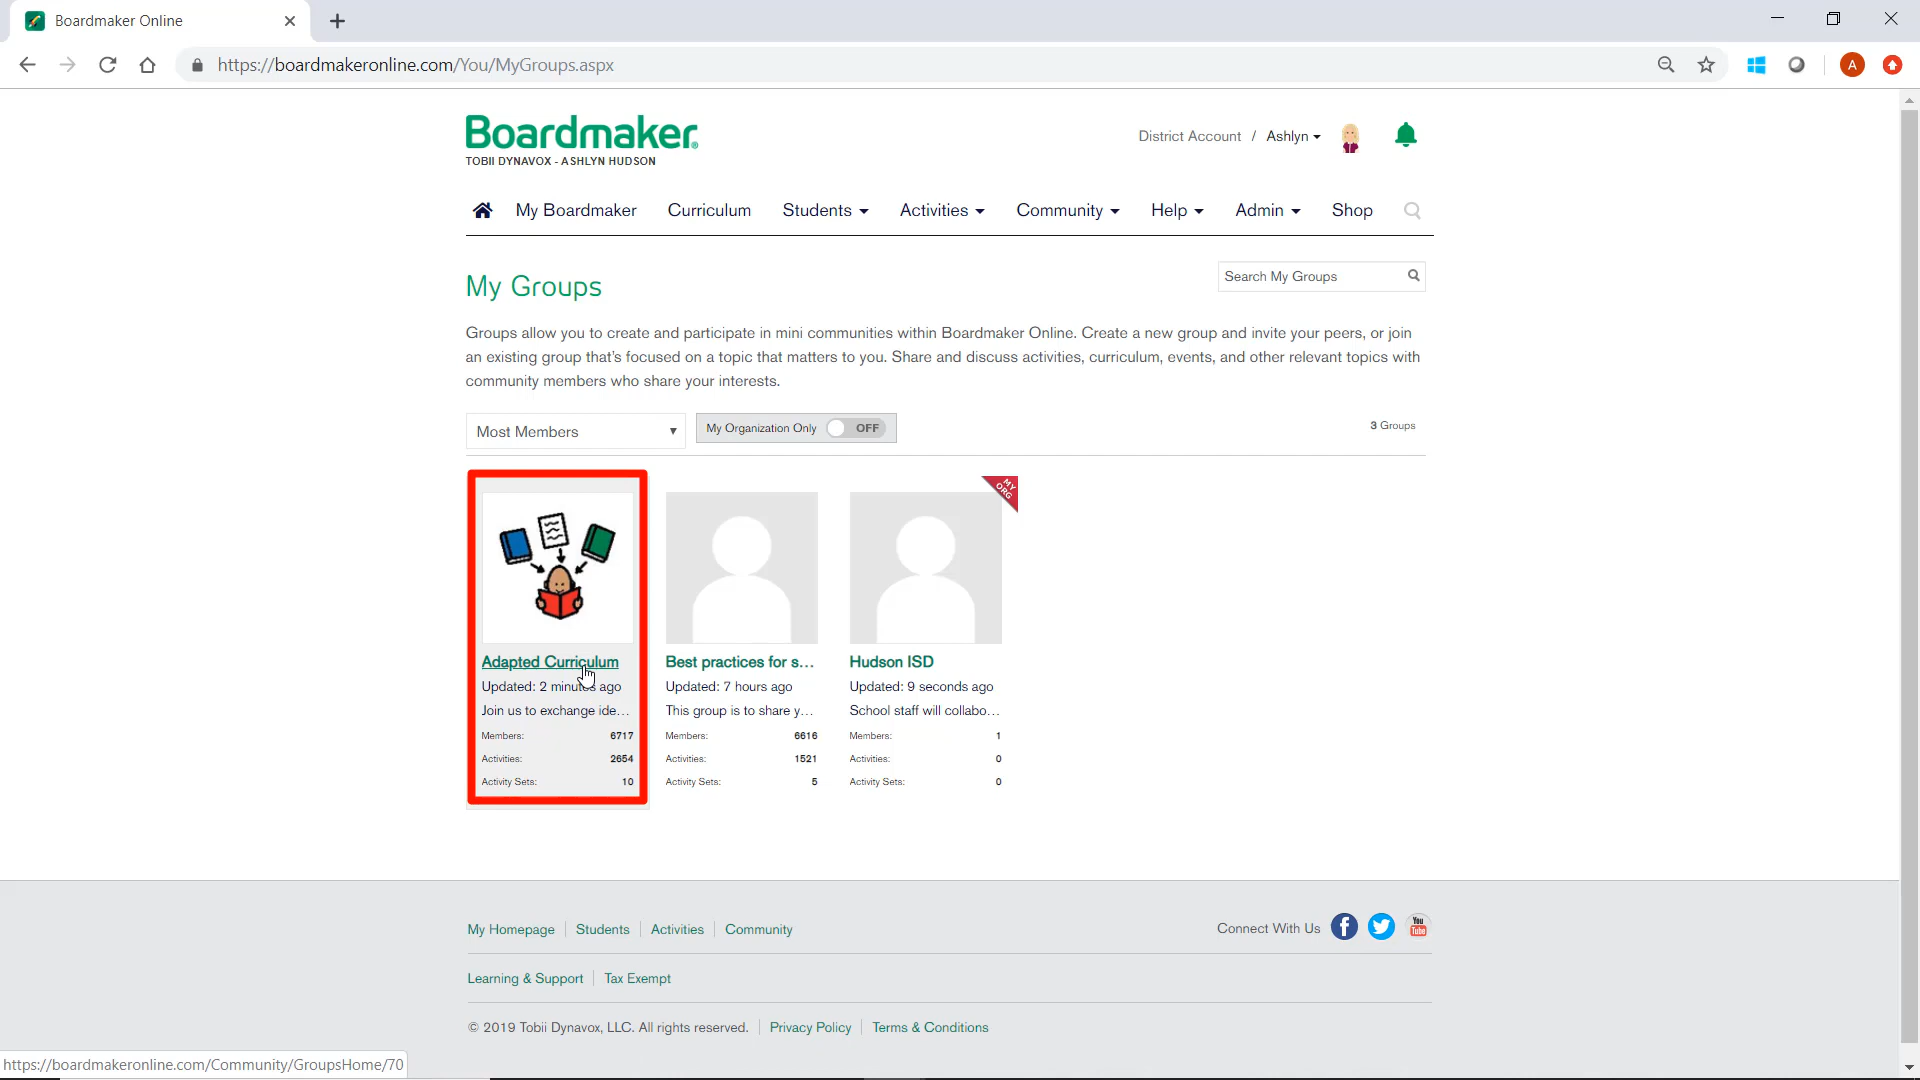 Boardmaker Online
https://boardmakeronline.com/You/MyGroups.aspx
A
Boardmaker®
TOBII DYNAVOX - ASHLYN HUDSON
District Account / Ashlyn
My Boardmaker Curriculum Students Activities Community Help Admin Shop
My Groups
Search My Groups
Groups allow you to create and participate in mini communities within Boardmaker Online. Create a new group and invite your peers, or join
an existing group that's focused on a topic that matters to you. Share and discuss activities, curriculum, events, and other relevant topics with
community members who share your interests.
Most Members
My Organization Only OFF
3 Groups
Adapted Curriculum
Updated: 2 minutes ago
Join us to exchange ide...
Members: 6717
Activities: 2654
Activity Sets: 10
Best practices for s...
Updated: 7 hours ago
This group is to share y...
Members: 6616
Activities: 1521
Activity Sets: 5
MY ORG
Hudson ISD
Updated: 9 seconds ago
School staff will collabo...
Members: 1
Activities: 0
Activity Sets: 0
My Homepage Students Activities Community
Connect With Us
You Tube
Learning & Support Tax Exempt
© 2019 Tobii Dynavox, LLC. All rights reserved. Privacy Policy Terms & Conditions
https://boardmakeronline.com/Community/GroupsHome/70